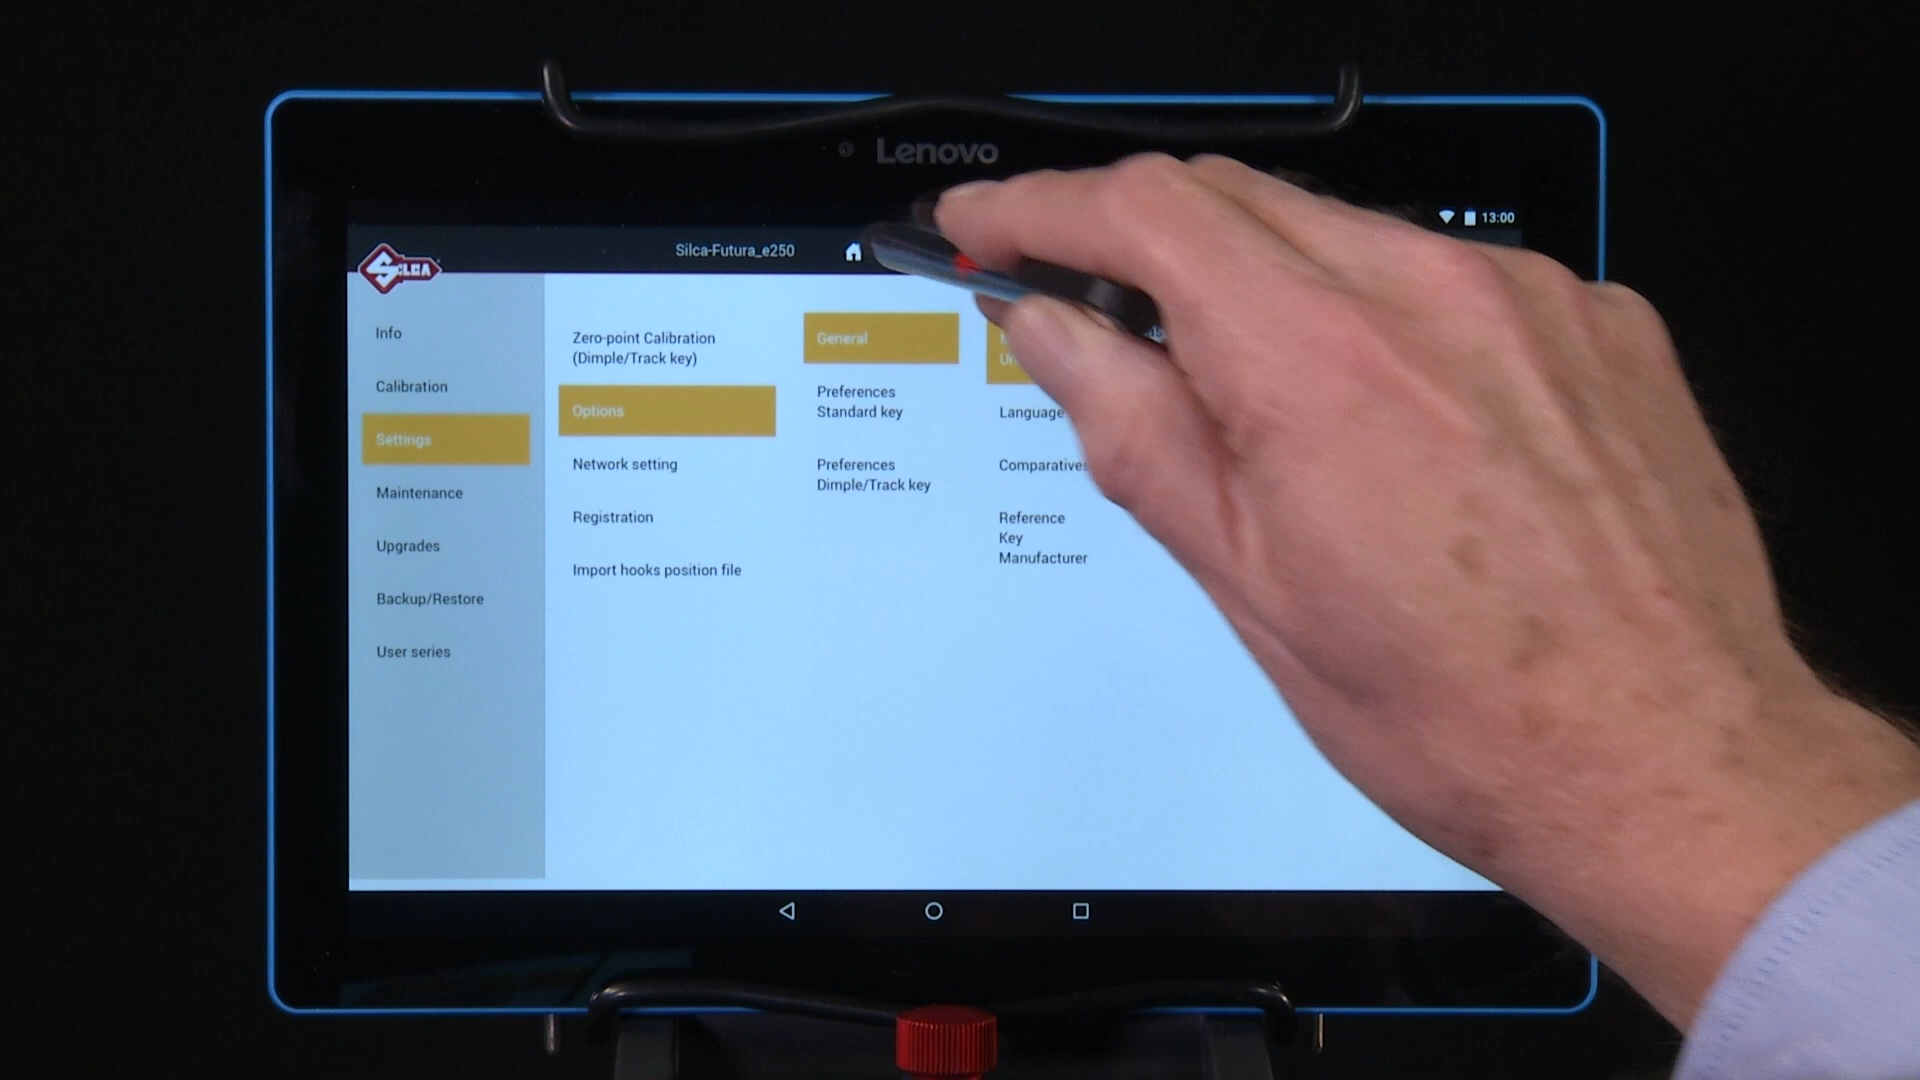 Lenovo
13:00
Silca-Futura_e250
SILCA
Info
Calibration
Settings
Maintenance
Upgrades
Backup/Restore
User series
Zero-point Calibration
(Dimple/Track key)
Options
Network setting
Registration
Import hooks position file
General
Preferences
Standard key
Preferences
Dimple/Track key
Language
Comparatives
Reference
Key
Manufacturer